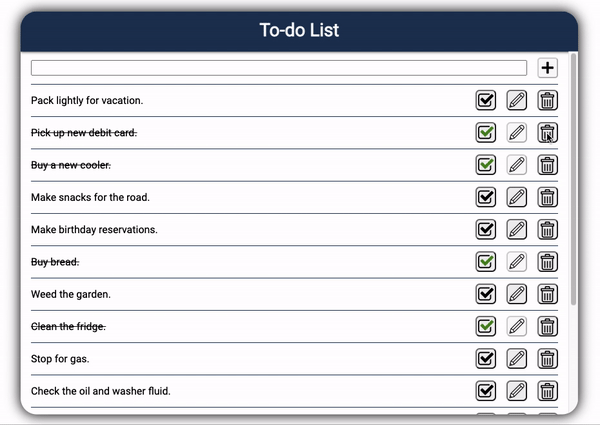 To-do List
Pack lightly for vacation.
Pick up new debit card.
Buy a new cooler.
Make snacks for the road.
Make birthday reservations.
Buy bread.
Weed the garden.
Clean the fridge.
Stop for gas.
Check the oil and washer fluid.